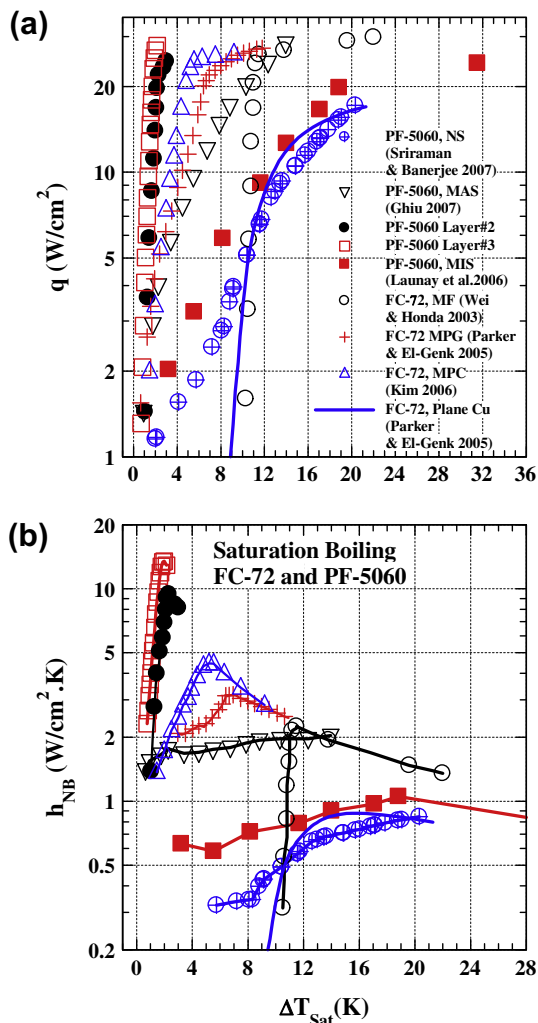 (a)
q (W/cm²)
20
10
5
2
1
PF-5060, NS
(Sriraman
& Banerjee 2007)
PF-5060, MAS
(Ghiu 2007)
PF-5060 Layer#2
PF-5060 Layer#3
PF-5060, MIS
(Launay et al.2006)
FC-72, MF (Wei
& Honda 2003)
FC-72 MPG (Parker
& El-Genk 2005)
FC-72, MPC
(Kim 2006)
FC-72, Plane Cu
(Parker
& El-Genk 2005)
0 4 8 12 16 20 24 28 32 36
(b)
Saturation Boiling
FC-72 and PF-5060
h_NB (W/cm².K)
20
10
5
2
1
0.5
0.2
0 4 8 12 16 20 24 28
ΔT_Sat(K)